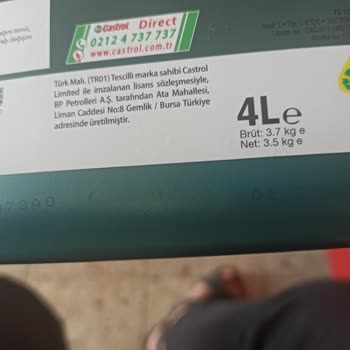 Castrol Direct
0212 4 737 737
www.castrol.com.tr
Türk Malı. (TR01) Tescilli marka sahibi Castrol
Limited ile imzalanan lisans sözleşmesiyle,
BP Petrolleri A.Ş. tarafından Ata Mahallesi,
Liman Caddesi No:8 Gemlik / Bursa Türkiye
adresinde üretilmiştir.
4Le
Brüt: 3.7 kg e
Net: 3.5 kg e